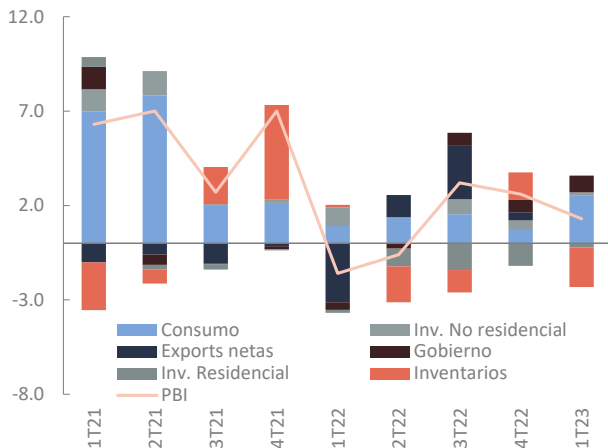 12.0
7.0
2.0
-3.0
-8.0
Consumo
Inv. No residencial
Exports netas
Gobierno
Inv. Residencial
Inventarios
PBI
1T21
2T21
3T21
4T21
1T22
2T22
3T22
4T22
1T23